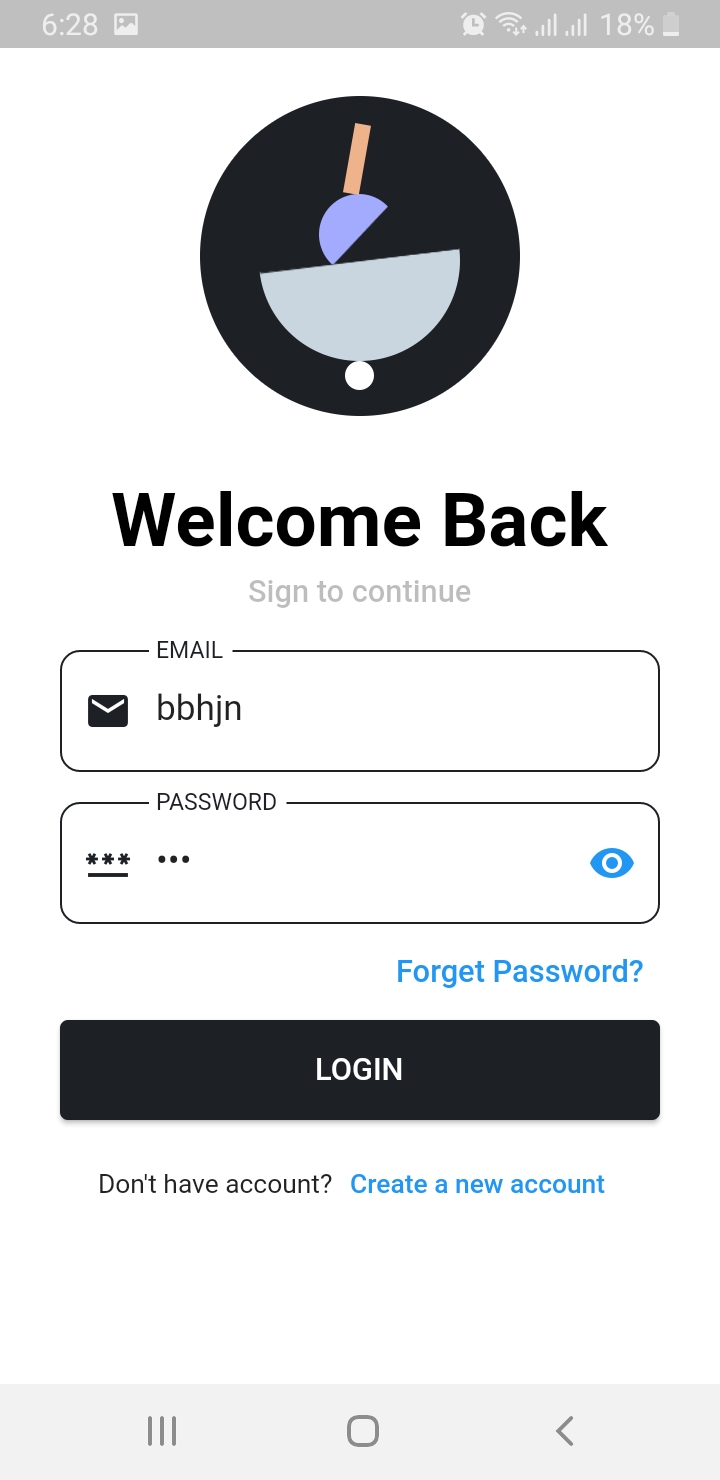 6:28 18%
Welcome Back
Sign to continue
EMAIL
bbhjn
PASSWORD
*** •••
Forget Password?
LOGIN
Don't have account? Create a new account